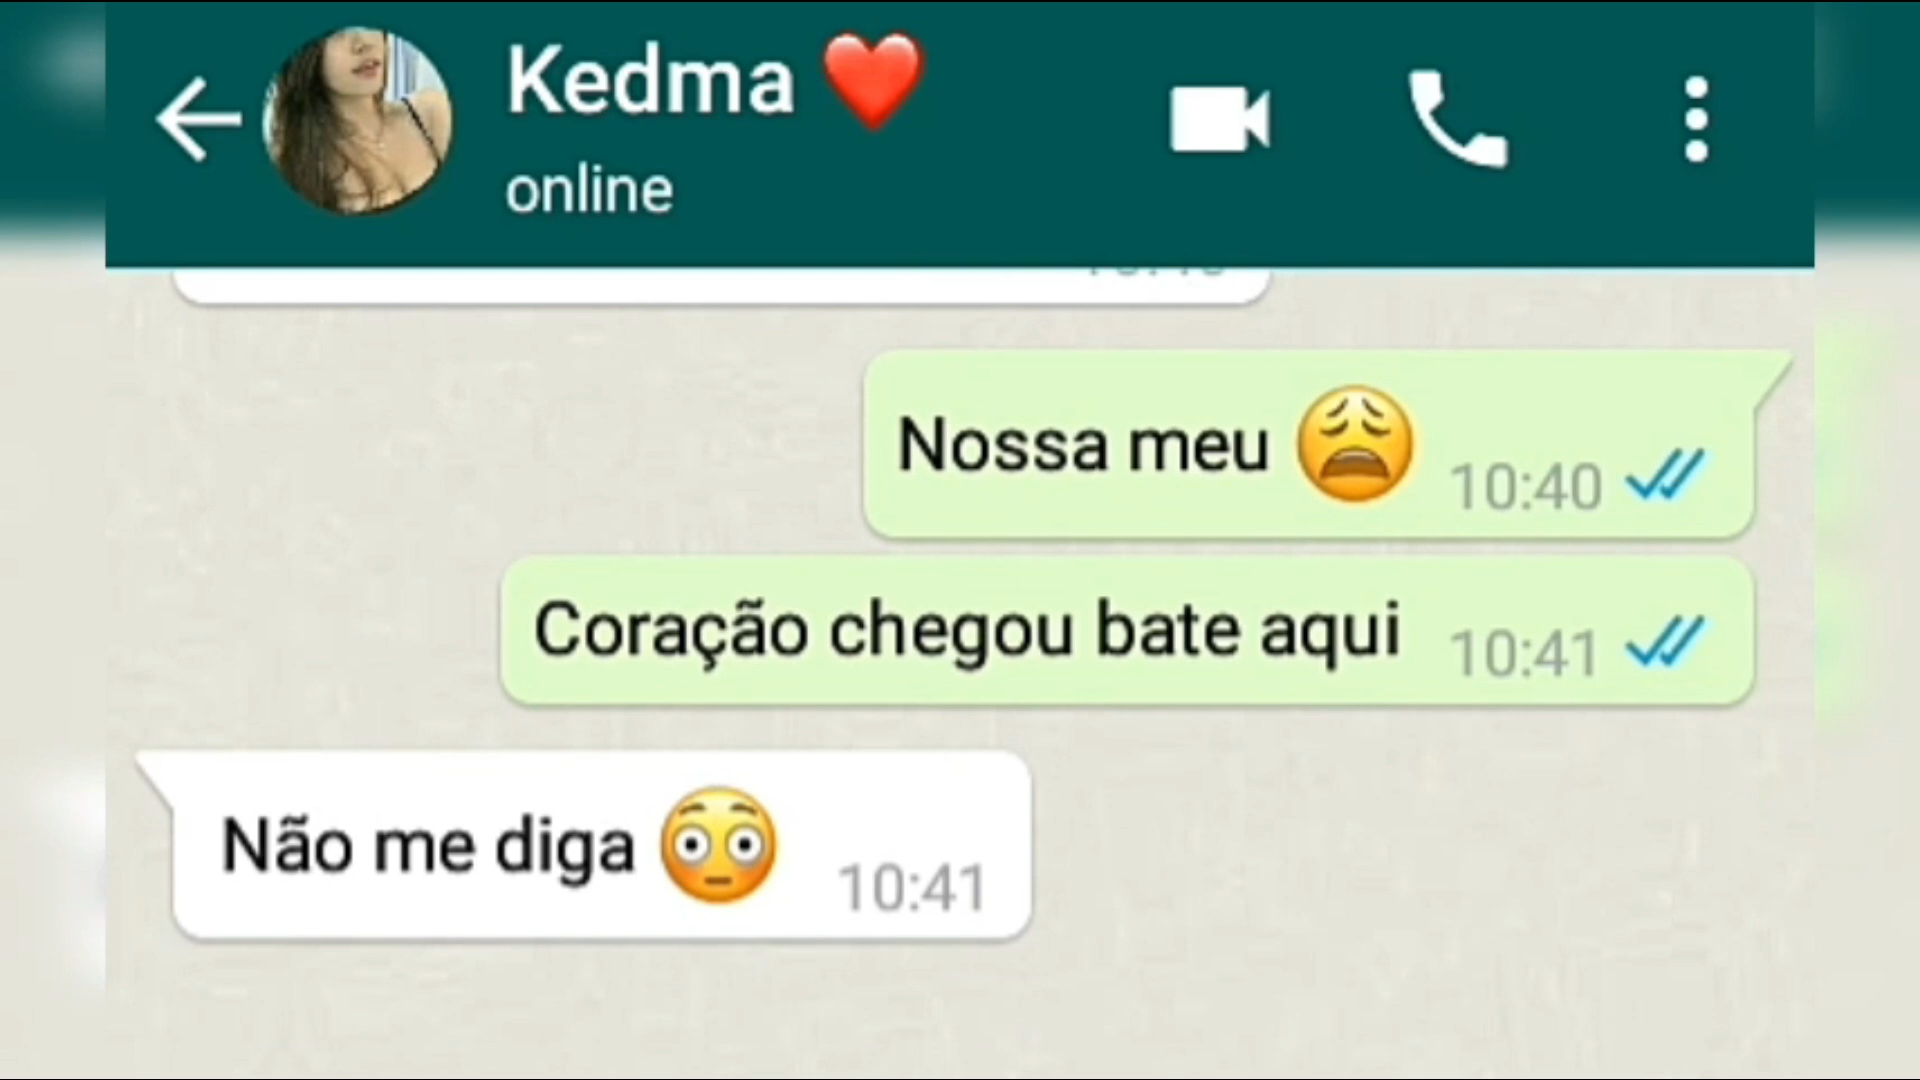 Kedma ❤️
online
Nossa meu 😩 10:40
Coração chegou bate aqui 10:41
Não me diga 😳 10:41